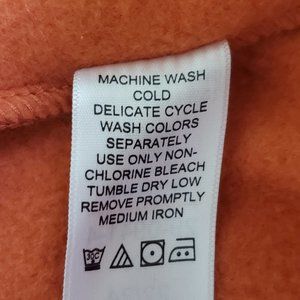 MACHINE WASH
COLD
DELICATE CYCLE
WASH COLORS
SEPARATELY
USE ONLY NON-
CHLORINE BLEACH
TUMBLE DRY LOW
REMOVE PROMPTLY
MEDIUM IRON